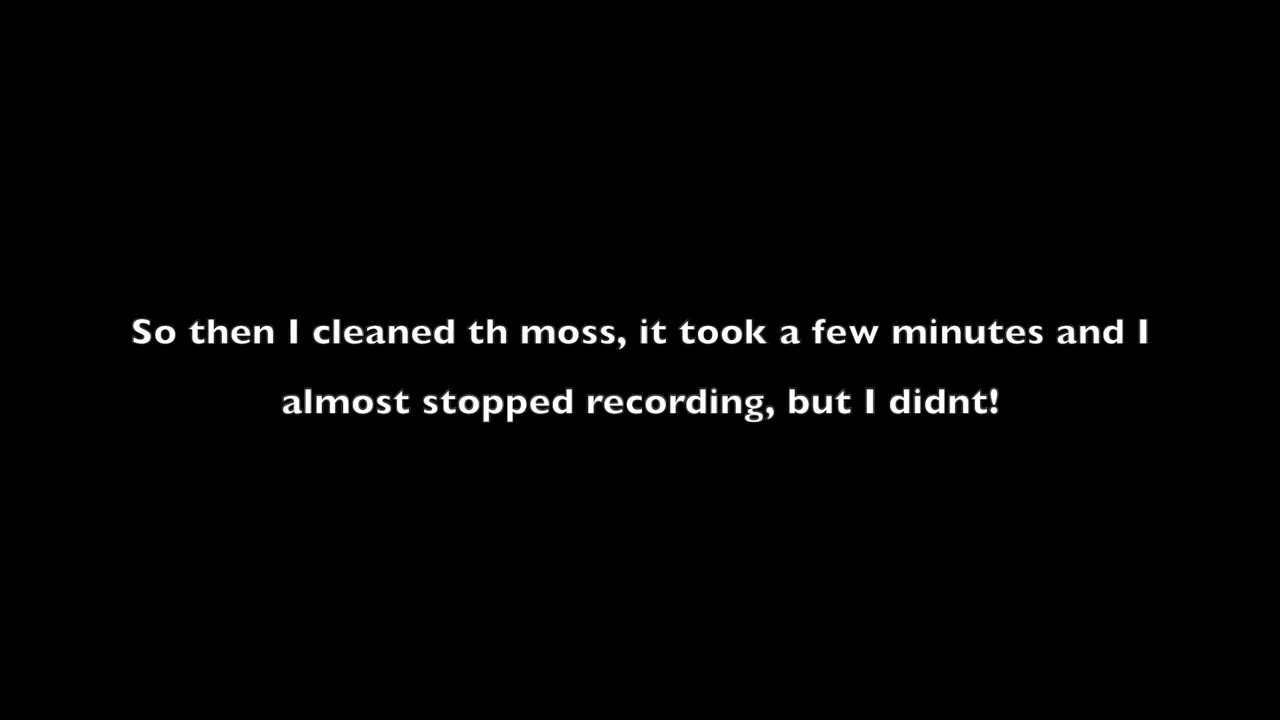 So then I cleaned th moss, it took a few minutes and I
almost stopped recording, but I didnt!